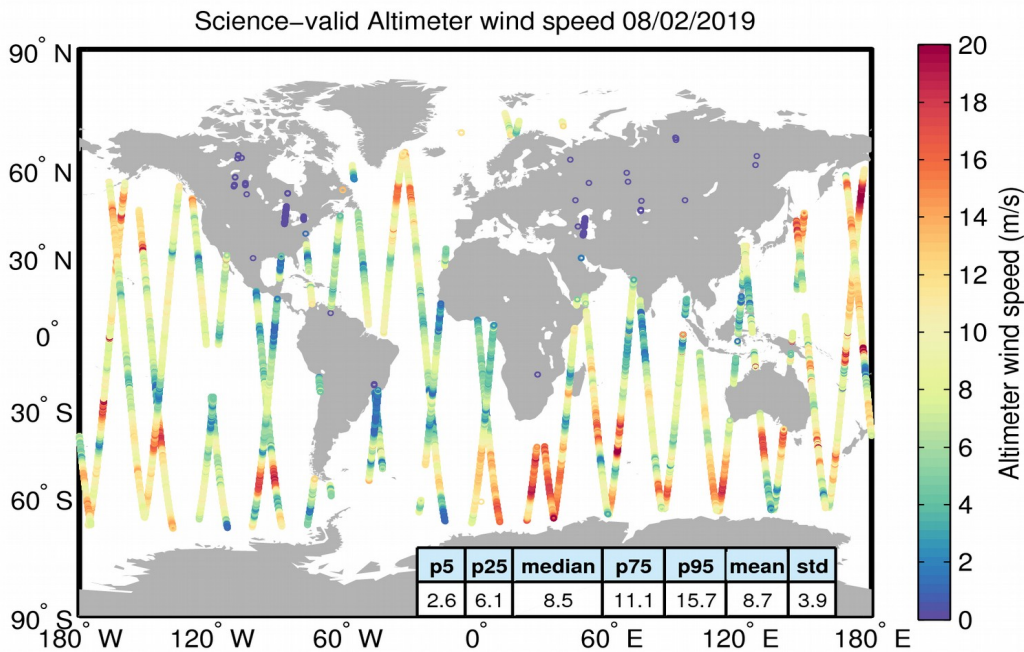 Science−valid Altimeter wind speed 08/02/2019
90° N
60° N
30° N
0°
30° S
60° S
90° S
180° W
120° W
60° W
0°
60° E
120° E
180° E
p5 p25 median p75 p95 mean std
2.6 6.1 8.5 11.1 15.7 8.7 3.9
20
18
16
14
12
10
8
6
4
2
0
Altimeter wind speed (m/s)